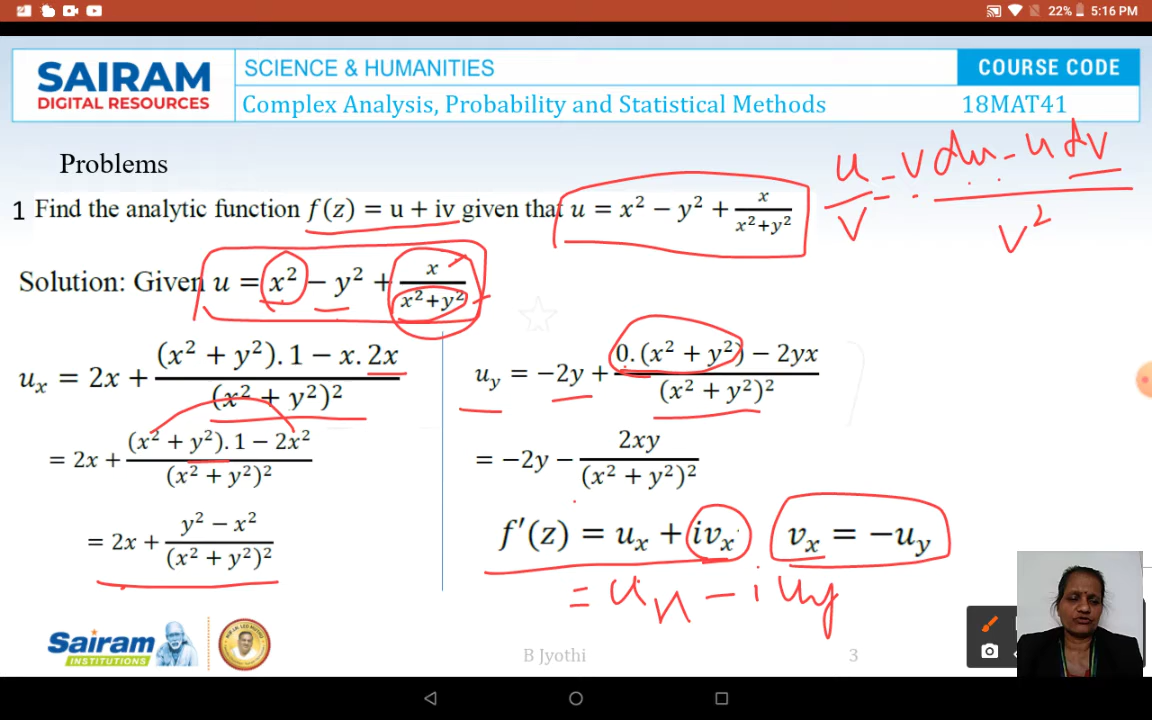 22% 5:16 PM
SAIRAM
DIGITAL RESOURCES
SCIENCE & HUMANITIES
Complex Analysis, Probability and Statistical Methods
COURSE CODE
18MAT41
Problems
u/v = v du - u dv / v²
1 Find the analytic function f(z) = u + iv given that u = x² − y² + x/(x²+y²)
Solution: Given u = x² − y² + x/(x²+y²)
uₓ = 2x + ((x² + y²). 1 − x. 2x)/(x² + y²)²
= 2x + ((x² + y²). 1 − 2x²)/(x² + y²)²
= 2x + (y² − x²)/(x² + y²)²
u_y = −2y + (0. (x² + y²) − 2yx)/(x² + y²)²
= −2y − 2xy/(x² + y²)²
f′(z) = uₓ + ivₓ vₓ = −u_y
= uₓ − i u_y
Sairam
INSTITUTIONS
B Jyothi
3